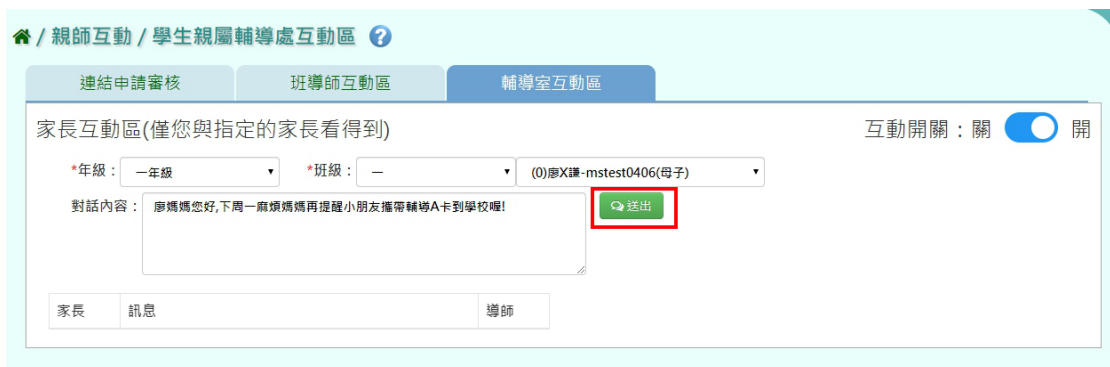 / 親師互動 / 學生親屬輔導處互動區 ?
連結申請審核 班導師互動區 輔導室互動區
家長互動區(僅您與指定的家長看得到) 互動開關：關 開
*年級： 一年級 *班級： 一 (0)廖X謙-mstest0406(母子)
對話內容： 廖媽媽您好,下周一麻煩媽媽再提醒小朋友攜帶輔導A卡到學校喔! 送出
家長 訊息 導師